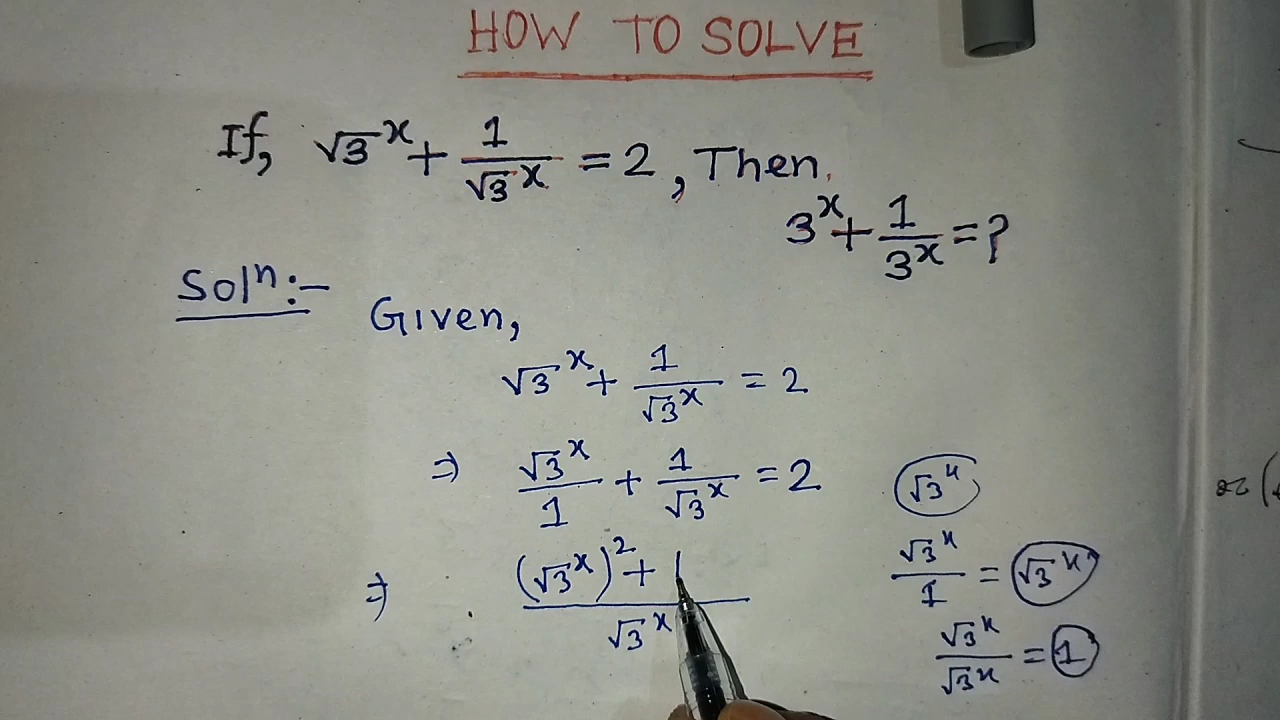 HOW TO SOLVE
If, √3^x + 1/√3^x = 2, Then,
3^x + 1/3^x = ?
Solⁿ:-
Given,
√3^x + 1/√3^x = 2
⇒ √3^x/1 + 1/√3^x = 2
√3^x
⇒ ((√3^x)^2 + 1)/√3^x
√3^x/1 = √3^x
√3^x/√3^x = 1